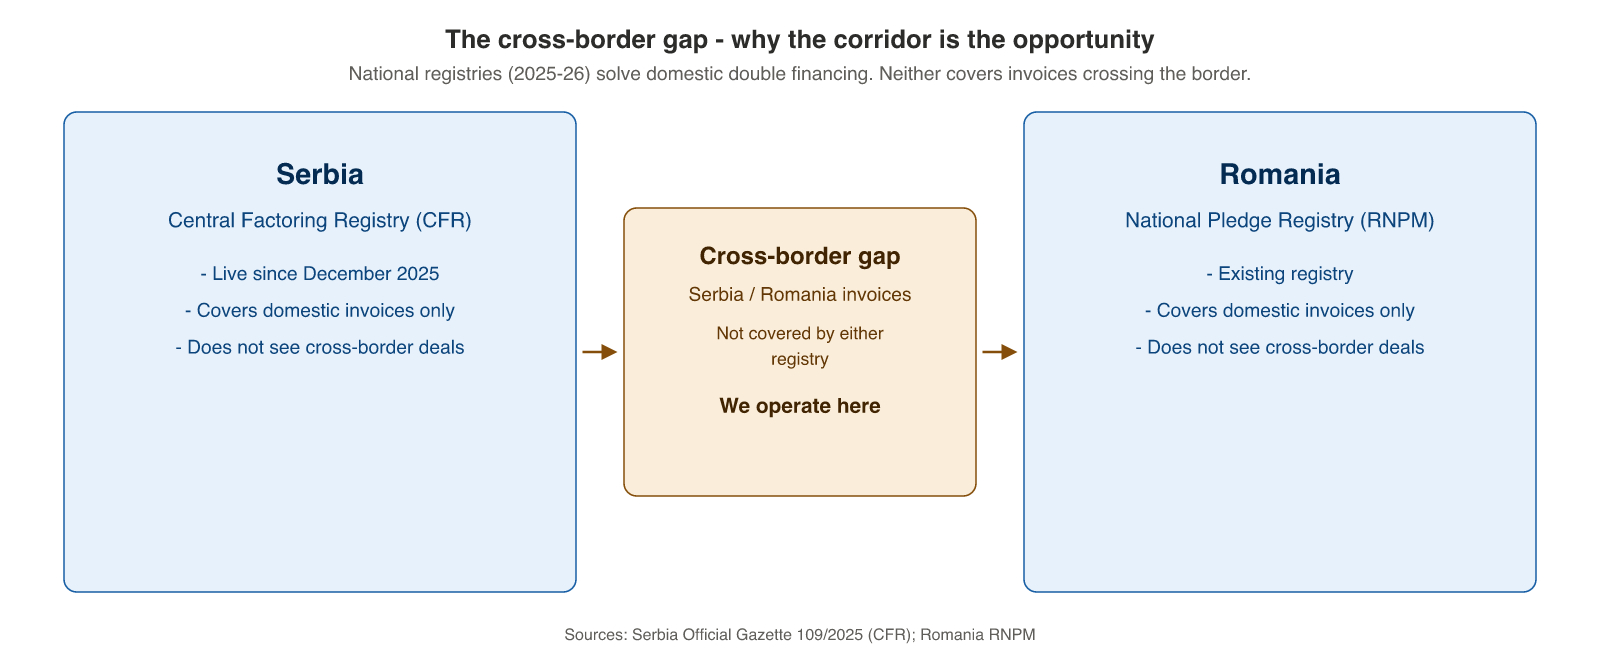 The cross-border gap - why the corridor is the opportunity
National registries (2025-26) solve domestic double financing. Neither covers invoices crossing the border.
Serbia
Central Factoring Registry (CFR)
- Live since December 2025
- Covers domestic invoices only
- Does not see cross-border deals
Cross-border gap
Serbia / Romania invoices
Not covered by either
registry
We operate here
Romania
National Pledge Registry (RNPM)
- Existing registry
- Covers domestic invoices only
- Does not see cross-border deals
Sources: Serbia Official Gazette 109/2025 (CFR); Romania RNPM